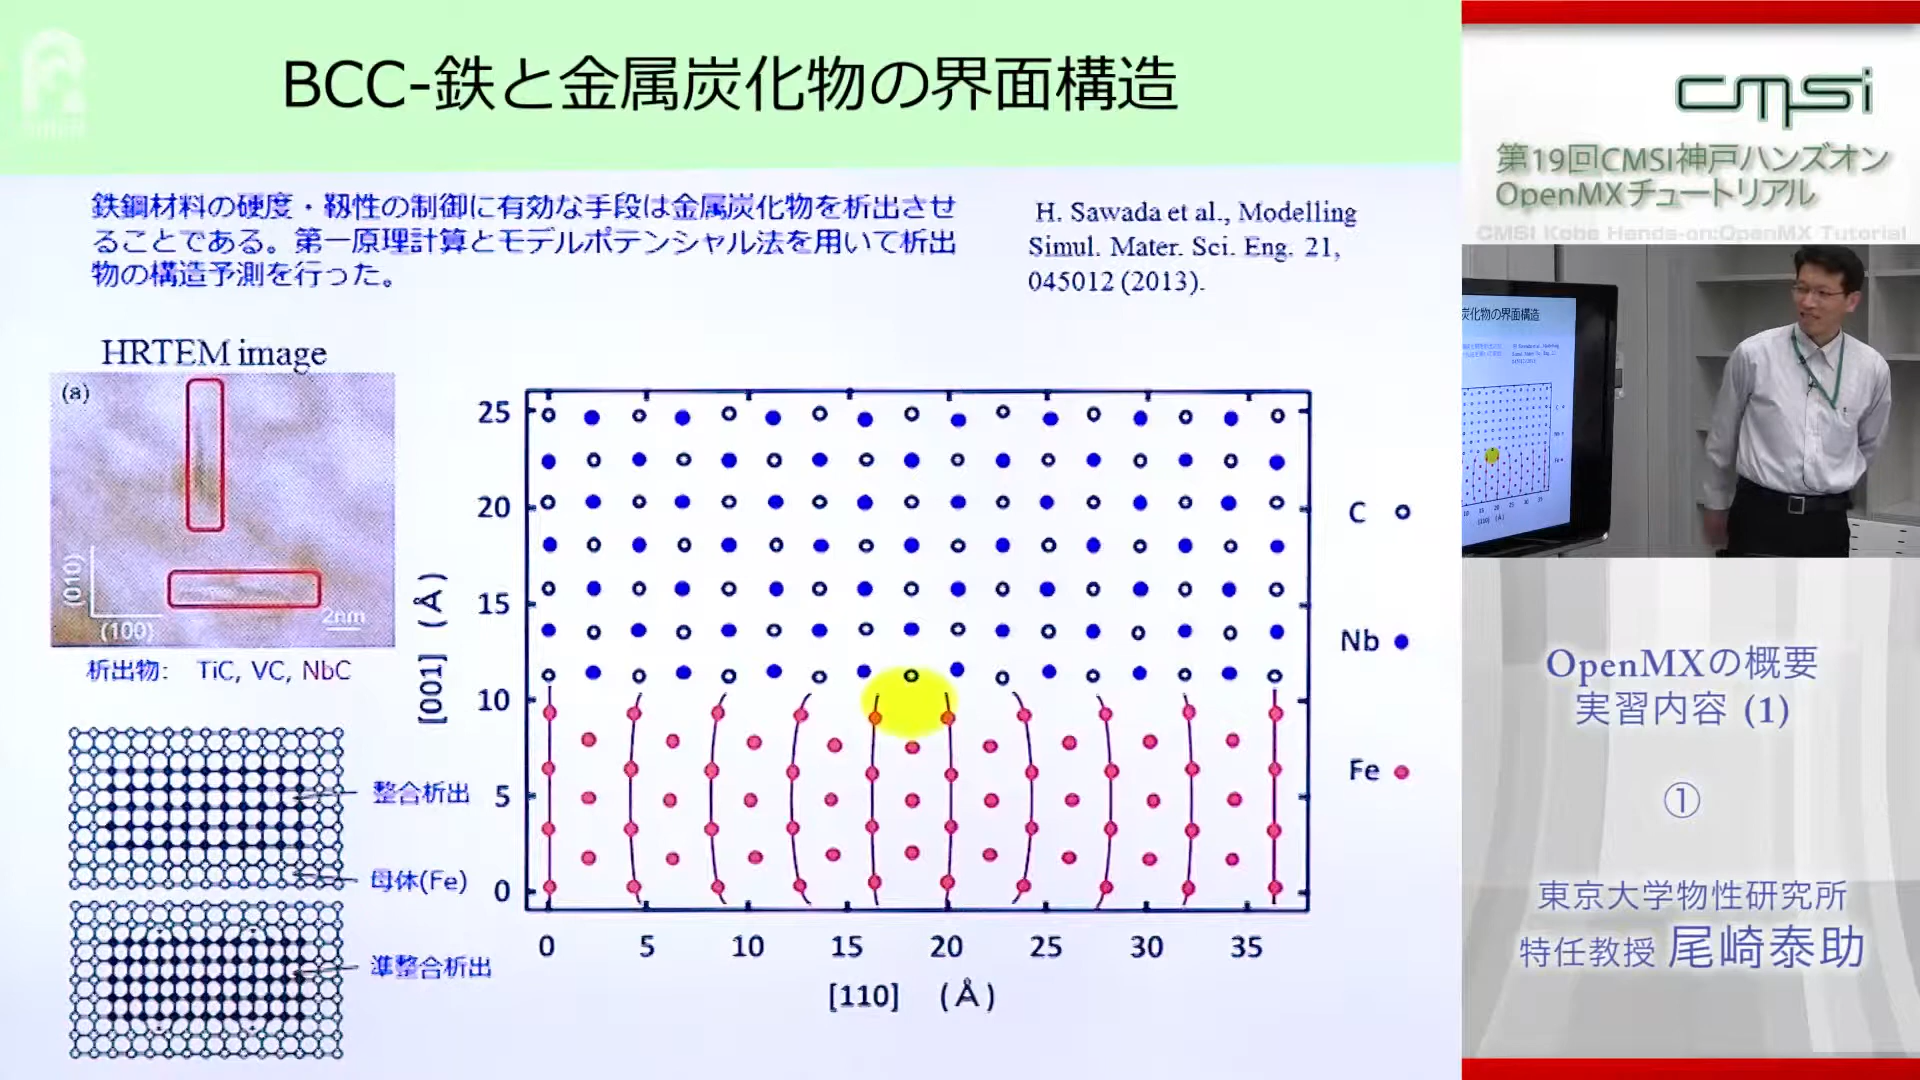 BCC-鉄と金属炭化物の界面構造
鉄鋼材料の硬度・靱性の制御に有効な手段は金属炭化物を析出させ
ることである。第一原理計算とモデルポテンシャル法を用いて析出
物の構造予測を行った。
H. Sawada et al., Modelling
Simul. Mater. Sci. Eng. 21,
045012 (2013).
HRTEM image
(a)
(010)
(100)
2nm
析出物: TiC, VC, NbC
整合析出
母体(Fe)
準整合析出
25
20
15
10
5
0
[001] (Å)
0 5 10 15 20 25 30 35
[110] (Å)
C
Nb
Fe
cmsi
第19回CMSI神戸ハンズオン
OpenMXチュートリアル
CMSI Kobe Hands-on:OpenMX Tutorial
炭化物の界面構造
OpenMXの概要
実習内容 (1)
①
東京大学物性研究所
特任教授 尾崎泰助